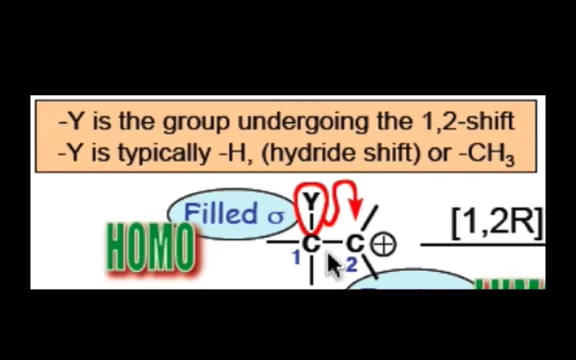 -Y is the group undergoing the 1,2-shift
-Y is typically -H, (hydride shift) or -CH₃
Filled σ
Y
HOMO
C C ⊕
1 2
[1,2R]